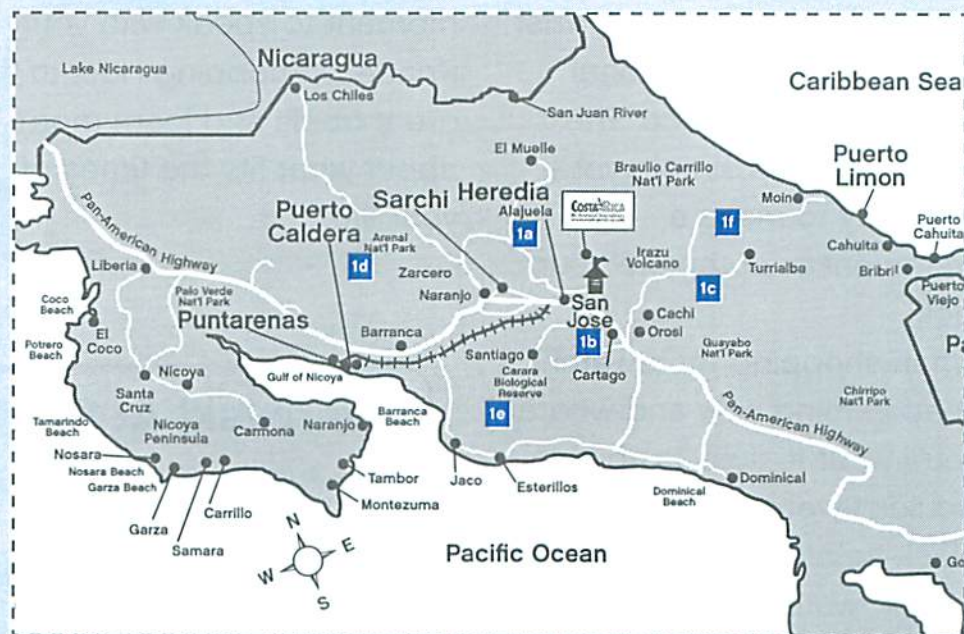 Nicaragua
Lake Nicaragua
Los Chiles
San Juan River
Caribbean Sea
El Muelle
Braulio Carrillo
Nat'l Park
Puerto
Limon
Moin
Sarchi
Heredia
Alajuela
COSTA RICA
1a
1f
Puerto
Caldera
Arenal
Nat'l Park
1d
Zarcero
Naranjo
Irazu
Volcano
Turrialba
1c
Cahuita
Puerto
Cahuita
Bribri
Puerto
Viejo
Pan-American Highway
Liberia
Palo Verde
Nat'l Park
Coco
Beach
El
Coco
Potrero
Beach
Puntarenas
Barranca
San
Jose
1b
Cachi
Orosi
Cartago
Guayabo
Nat'l Park
Pa
Santiago
Carara
Biological
Reserve
1e
Chirripo
Nat'l Park
Pan-American Highway
Gulf of Nicoya
Barranca
Beach
Nicoya
Santa
Cruz
Tamarindo
Beach
Nicoya
Peninsula
Carmona
Naranjo
Nosara
Nosara Beach
Garza Beach
Garza
Samara
Carrillo
Tambor
Montezuma
Jaco
Esterillos
Dominical
Beach
Dominical
N
E
W
S
Pacific Ocean
Go